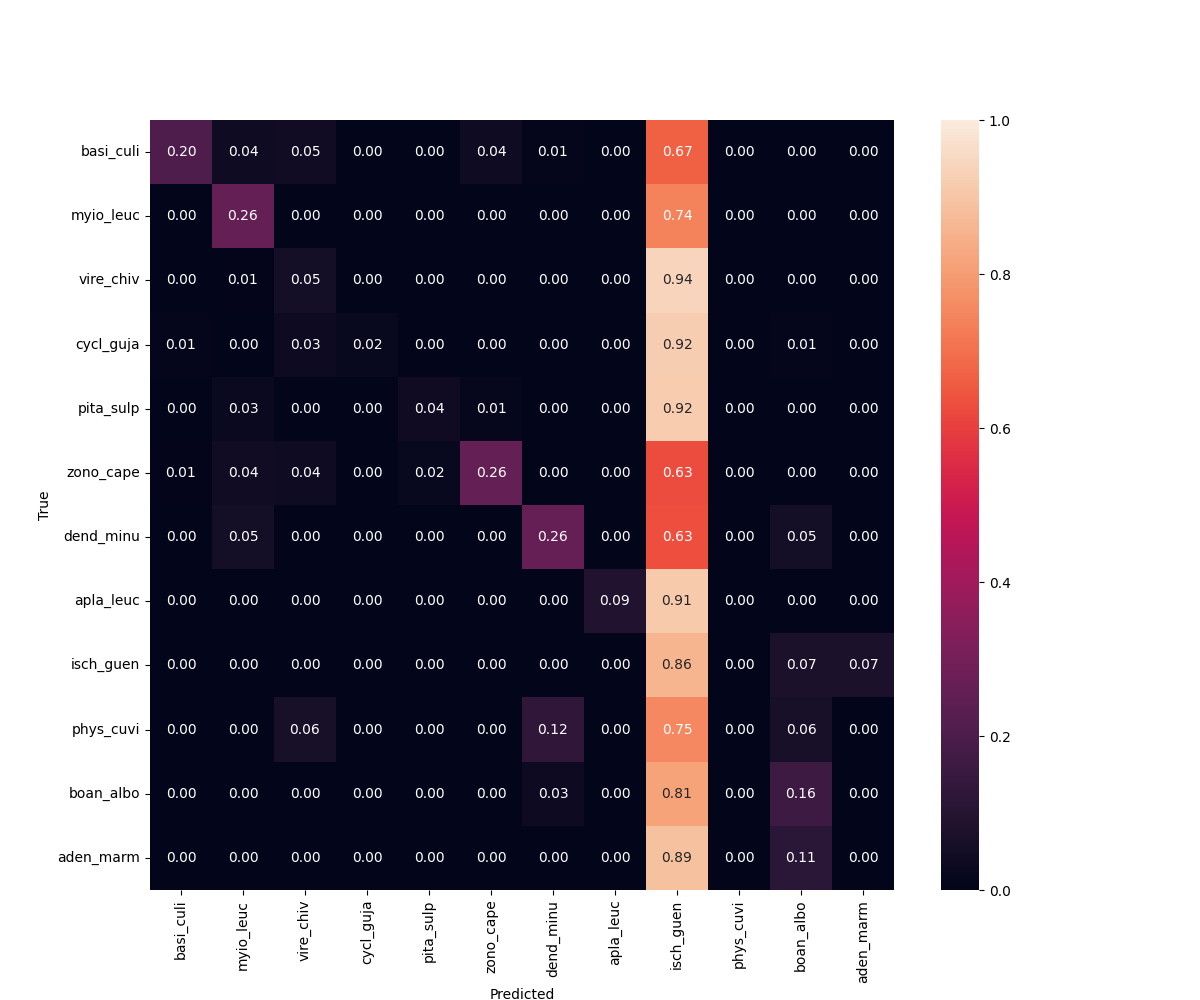 basi_culi 0.20 0.04 0.05 0.00 0.00 0.04 0.01 0.00 0.67 0.00 0.00 0.00
myio_leuc 0.00 0.26 0.00 0.00 0.00 0.00 0.00 0.00 0.74 0.00 0.00 0.00
vire_chiv 0.00 0.01 0.05 0.00 0.00 0.00 0.00 0.00 0.94 0.00 0.00 0.00
cycl_guja 0.01 0.00 0.03 0.02 0.00 0.00 0.00 0.00 0.92 0.00 0.01 0.00
pita_sulp 0.00 0.03 0.00 0.00 0.04 0.01 0.00 0.00 0.92 0.00 0.00 0.00
zono_cape 0.01 0.04 0.04 0.00 0.02 0.26 0.00 0.00 0.63 0.00 0.00 0.00
dend_minu 0.00 0.05 0.00 0.00 0.00 0.00 0.26 0.00 0.63 0.00 0.05 0.00
apla_leuc 0.00 0.00 0.00 0.00 0.00 0.00 0.00 0.09 0.91 0.00 0.00 0.00
isch_guen 0.00 0.00 0.00 0.00 0.00 0.00 0.00 0.00 0.86 0.00 0.07 0.07
phys_cuvi 0.00 0.00 0.06 0.00 0.00 0.00 0.12 0.00 0.75 0.00 0.06 0.00
boan_albo 0.00 0.00 0.00 0.00 0.00 0.00 0.03 0.00 0.81 0.00 0.16 0.00
aden_marm 0.00 0.00 0.00 0.00 0.00 0.00 0.00 0.00 0.89 0.00 0.11 0.00
True
basi_culi myio_leuc vire_chiv cycl_guja pita_sulp zono_cape dend_minu apla_leuc isch_guen phys_cuvi boan_albo aden_marm
Predicted
1.0
0.8
0.6
0.4
0.2
0.0